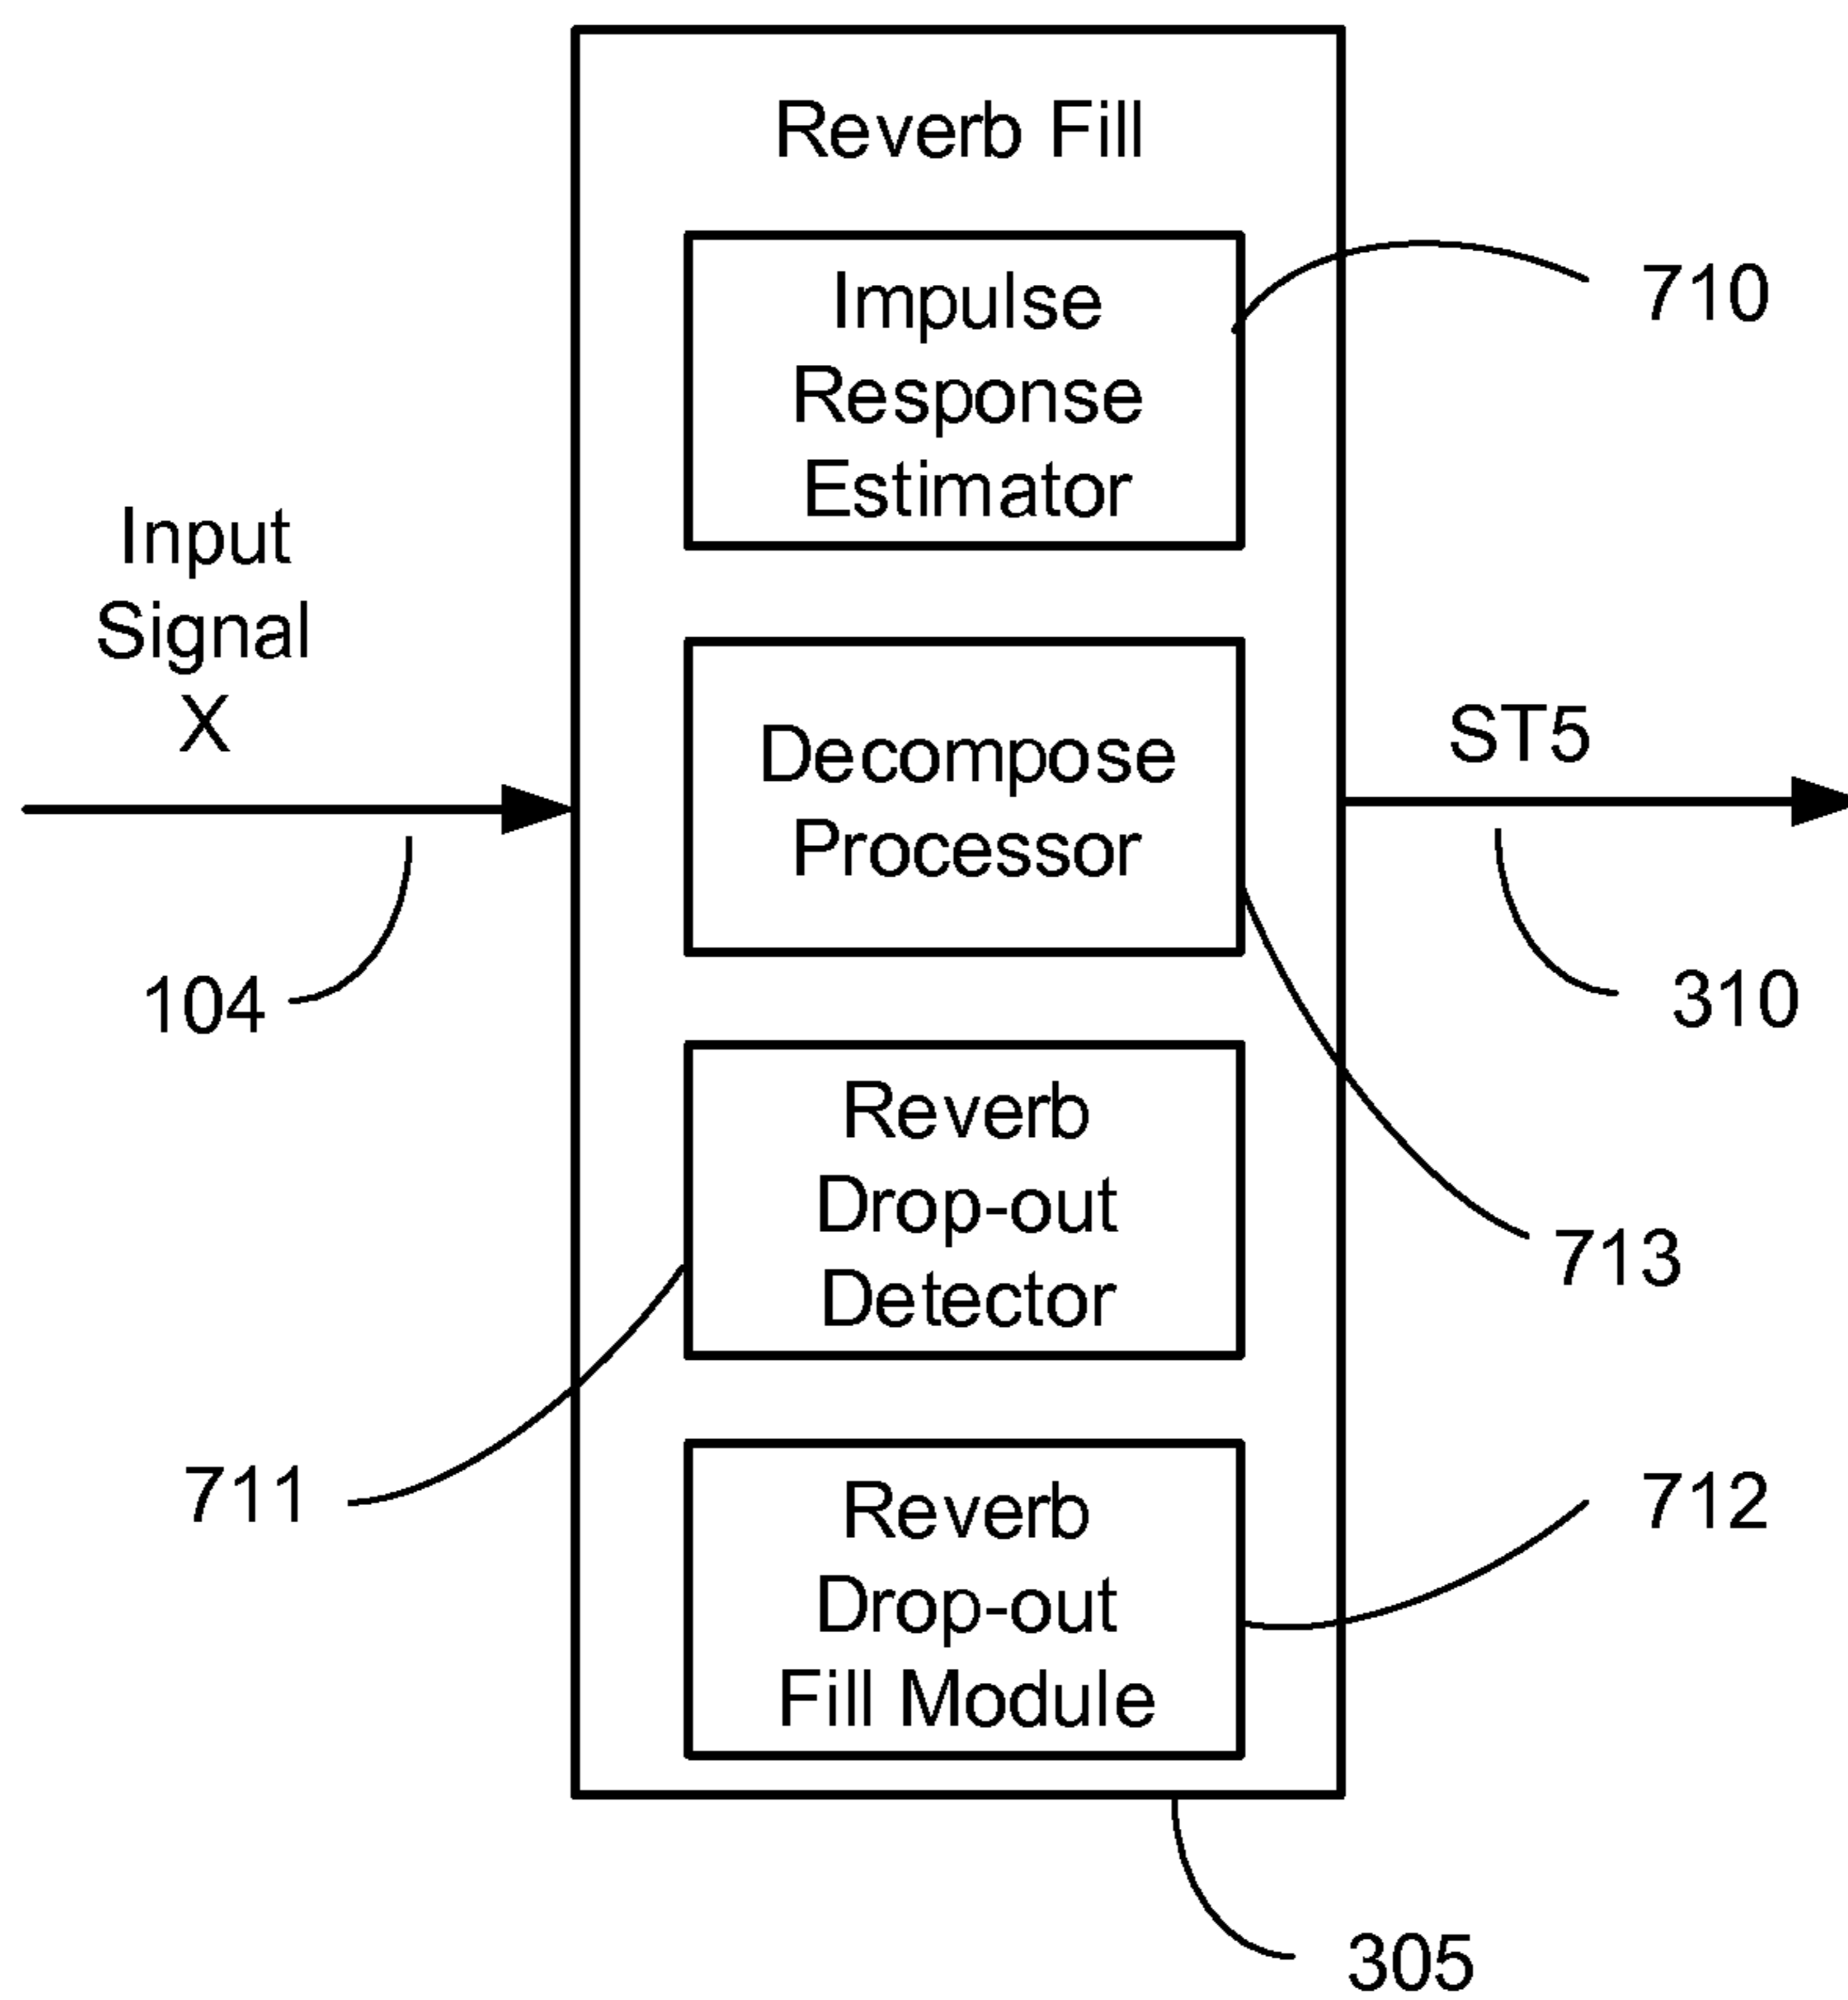 Reverb Fill
Impulse
Response
Estimator
710
Input
Signal
X
104
Decompose
Processor
ST5
310
713
Reverb
Drop-out
Detector
711
Reverb
Drop-out
Fill Module
712
305